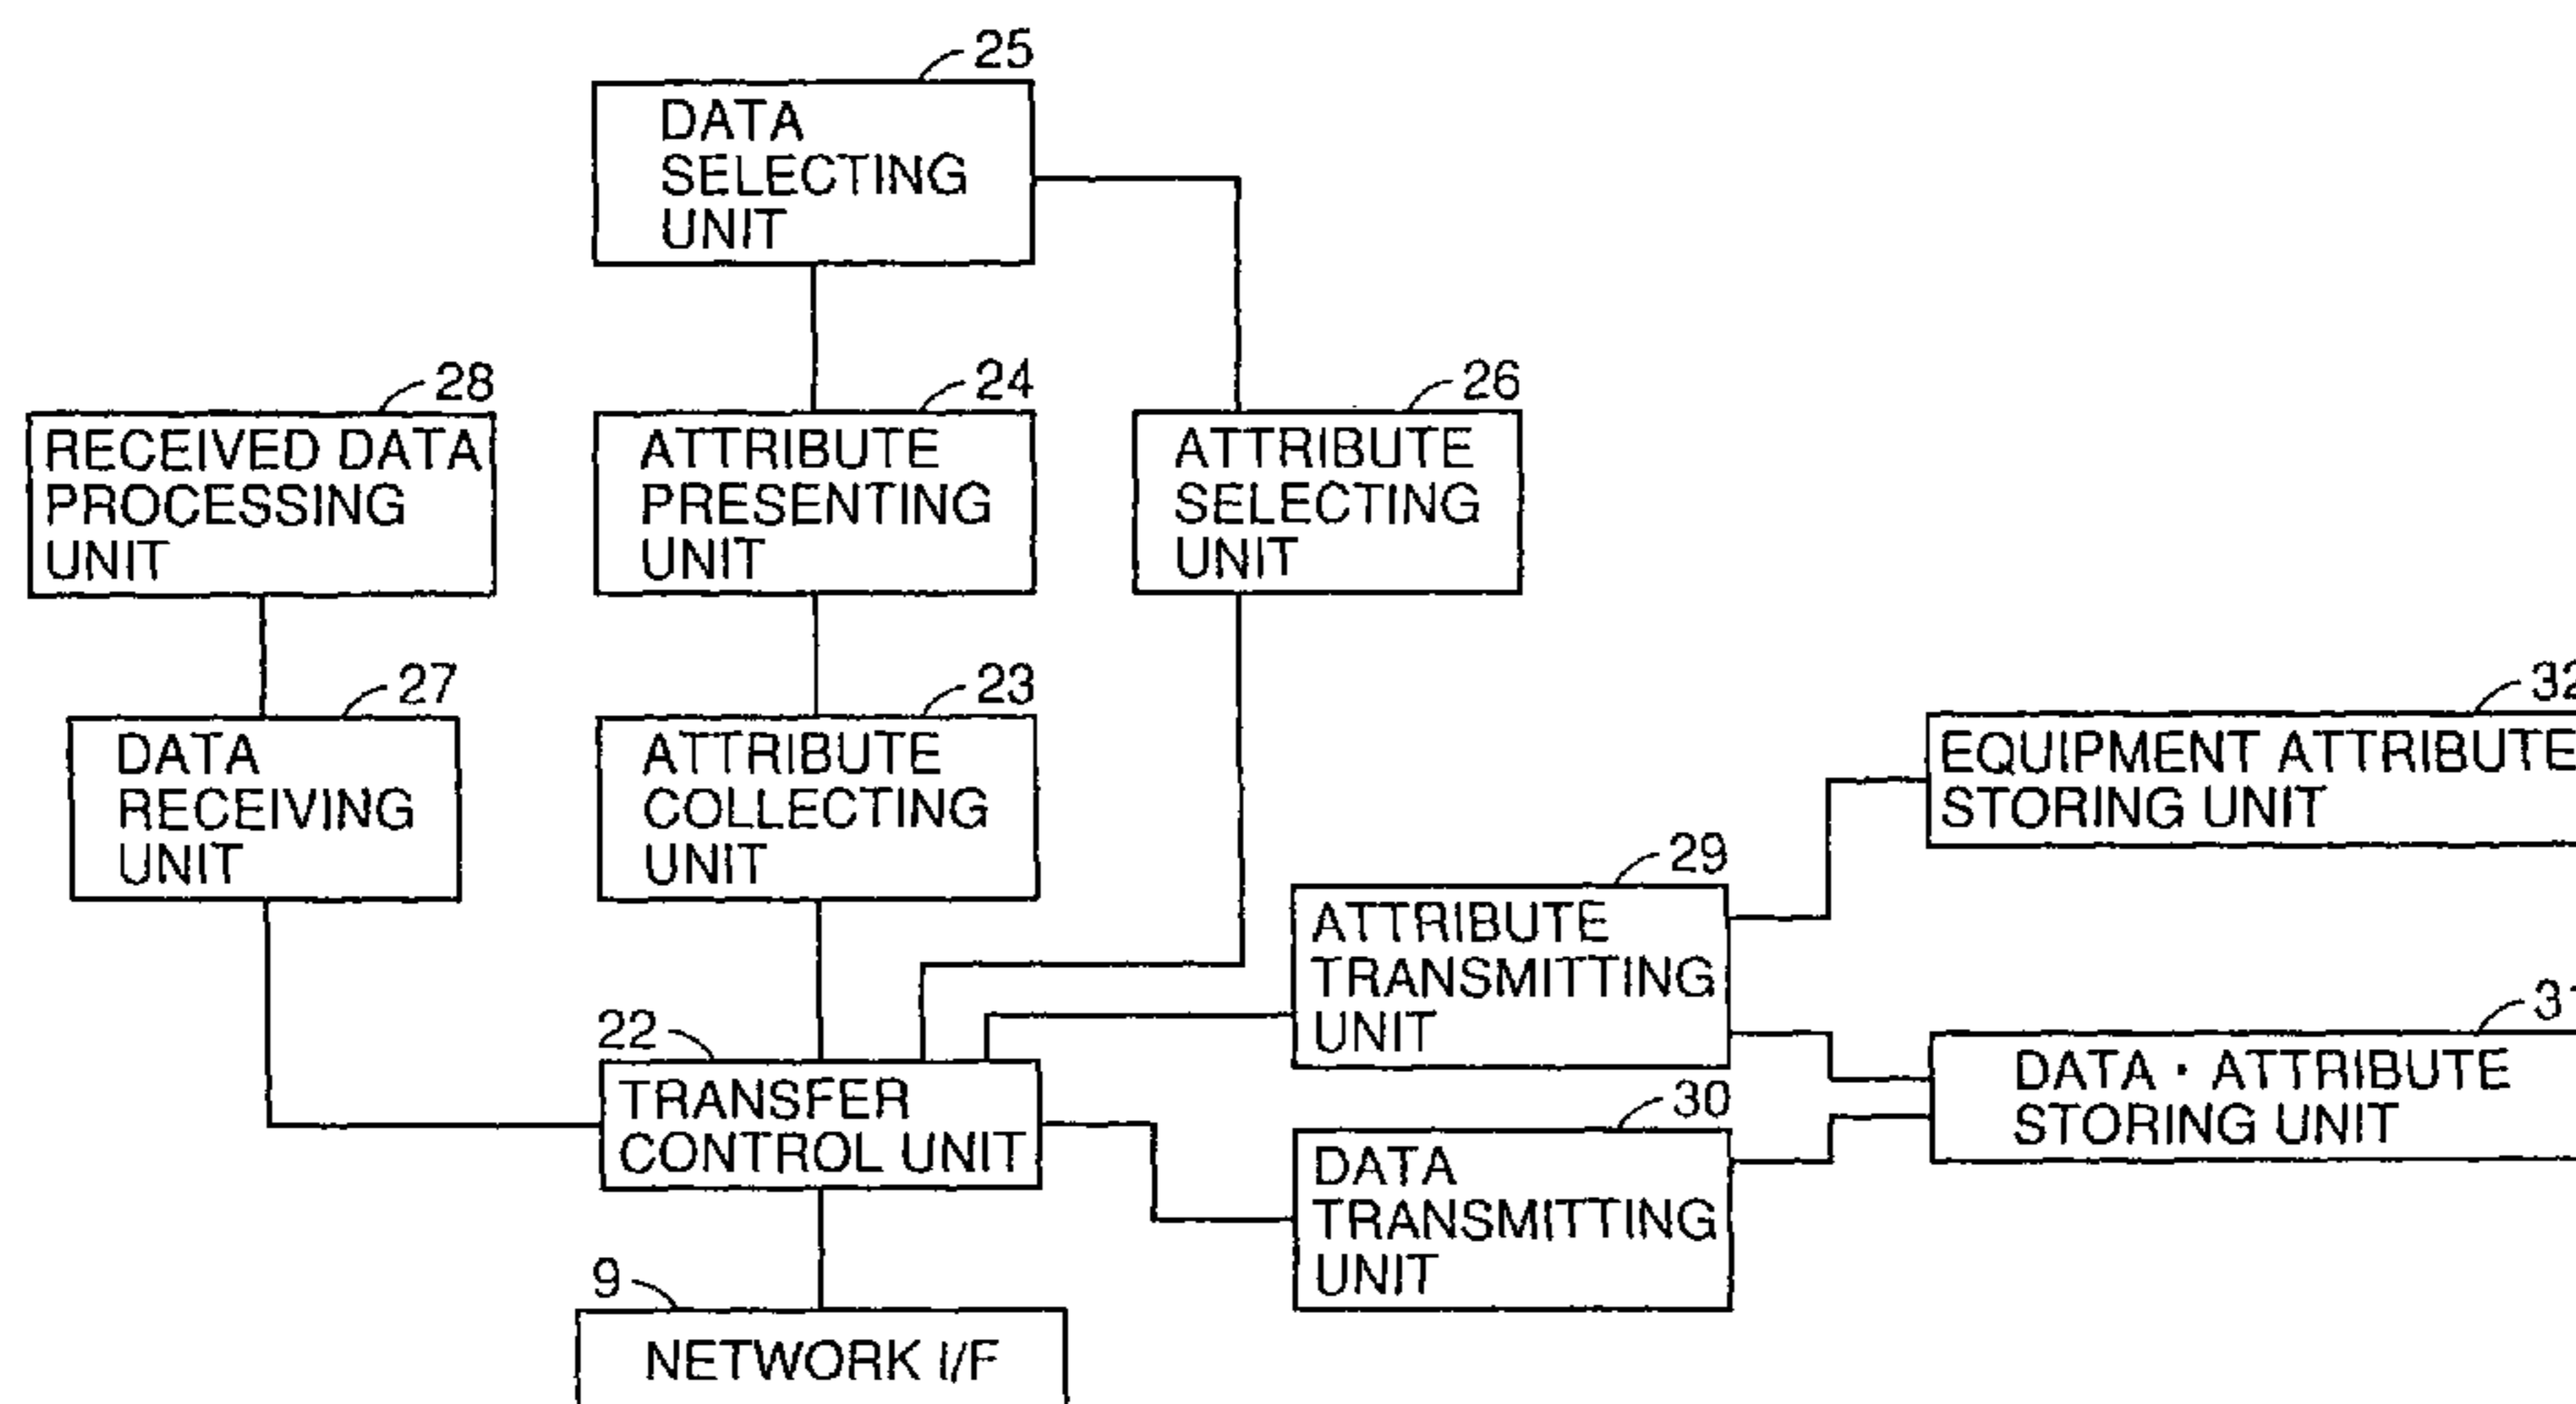 25
DATA
SELECTING
UNIT
28
RECEIVED DATA
PROCESSING
UNIT
24
ATTRIBUTE
PRESENTING
UNIT
26
ATTRIBUTE
SELECTING
UNIT
27
DATA
RECEIVING
UNIT
23
ATTRIBUTE
COLLECTING
UNIT
32
EQUIPMENT ATTRIBUTE
STORING UNIT
29
ATTRIBUTE
TRANSMITTING
UNIT
31
DATA · ATTRIBUTE
STORING UNIT
22
TRANSFER
CONTROL UNIT
30
DATA
TRANSMITTING
UNIT
9
NETWORK I/F